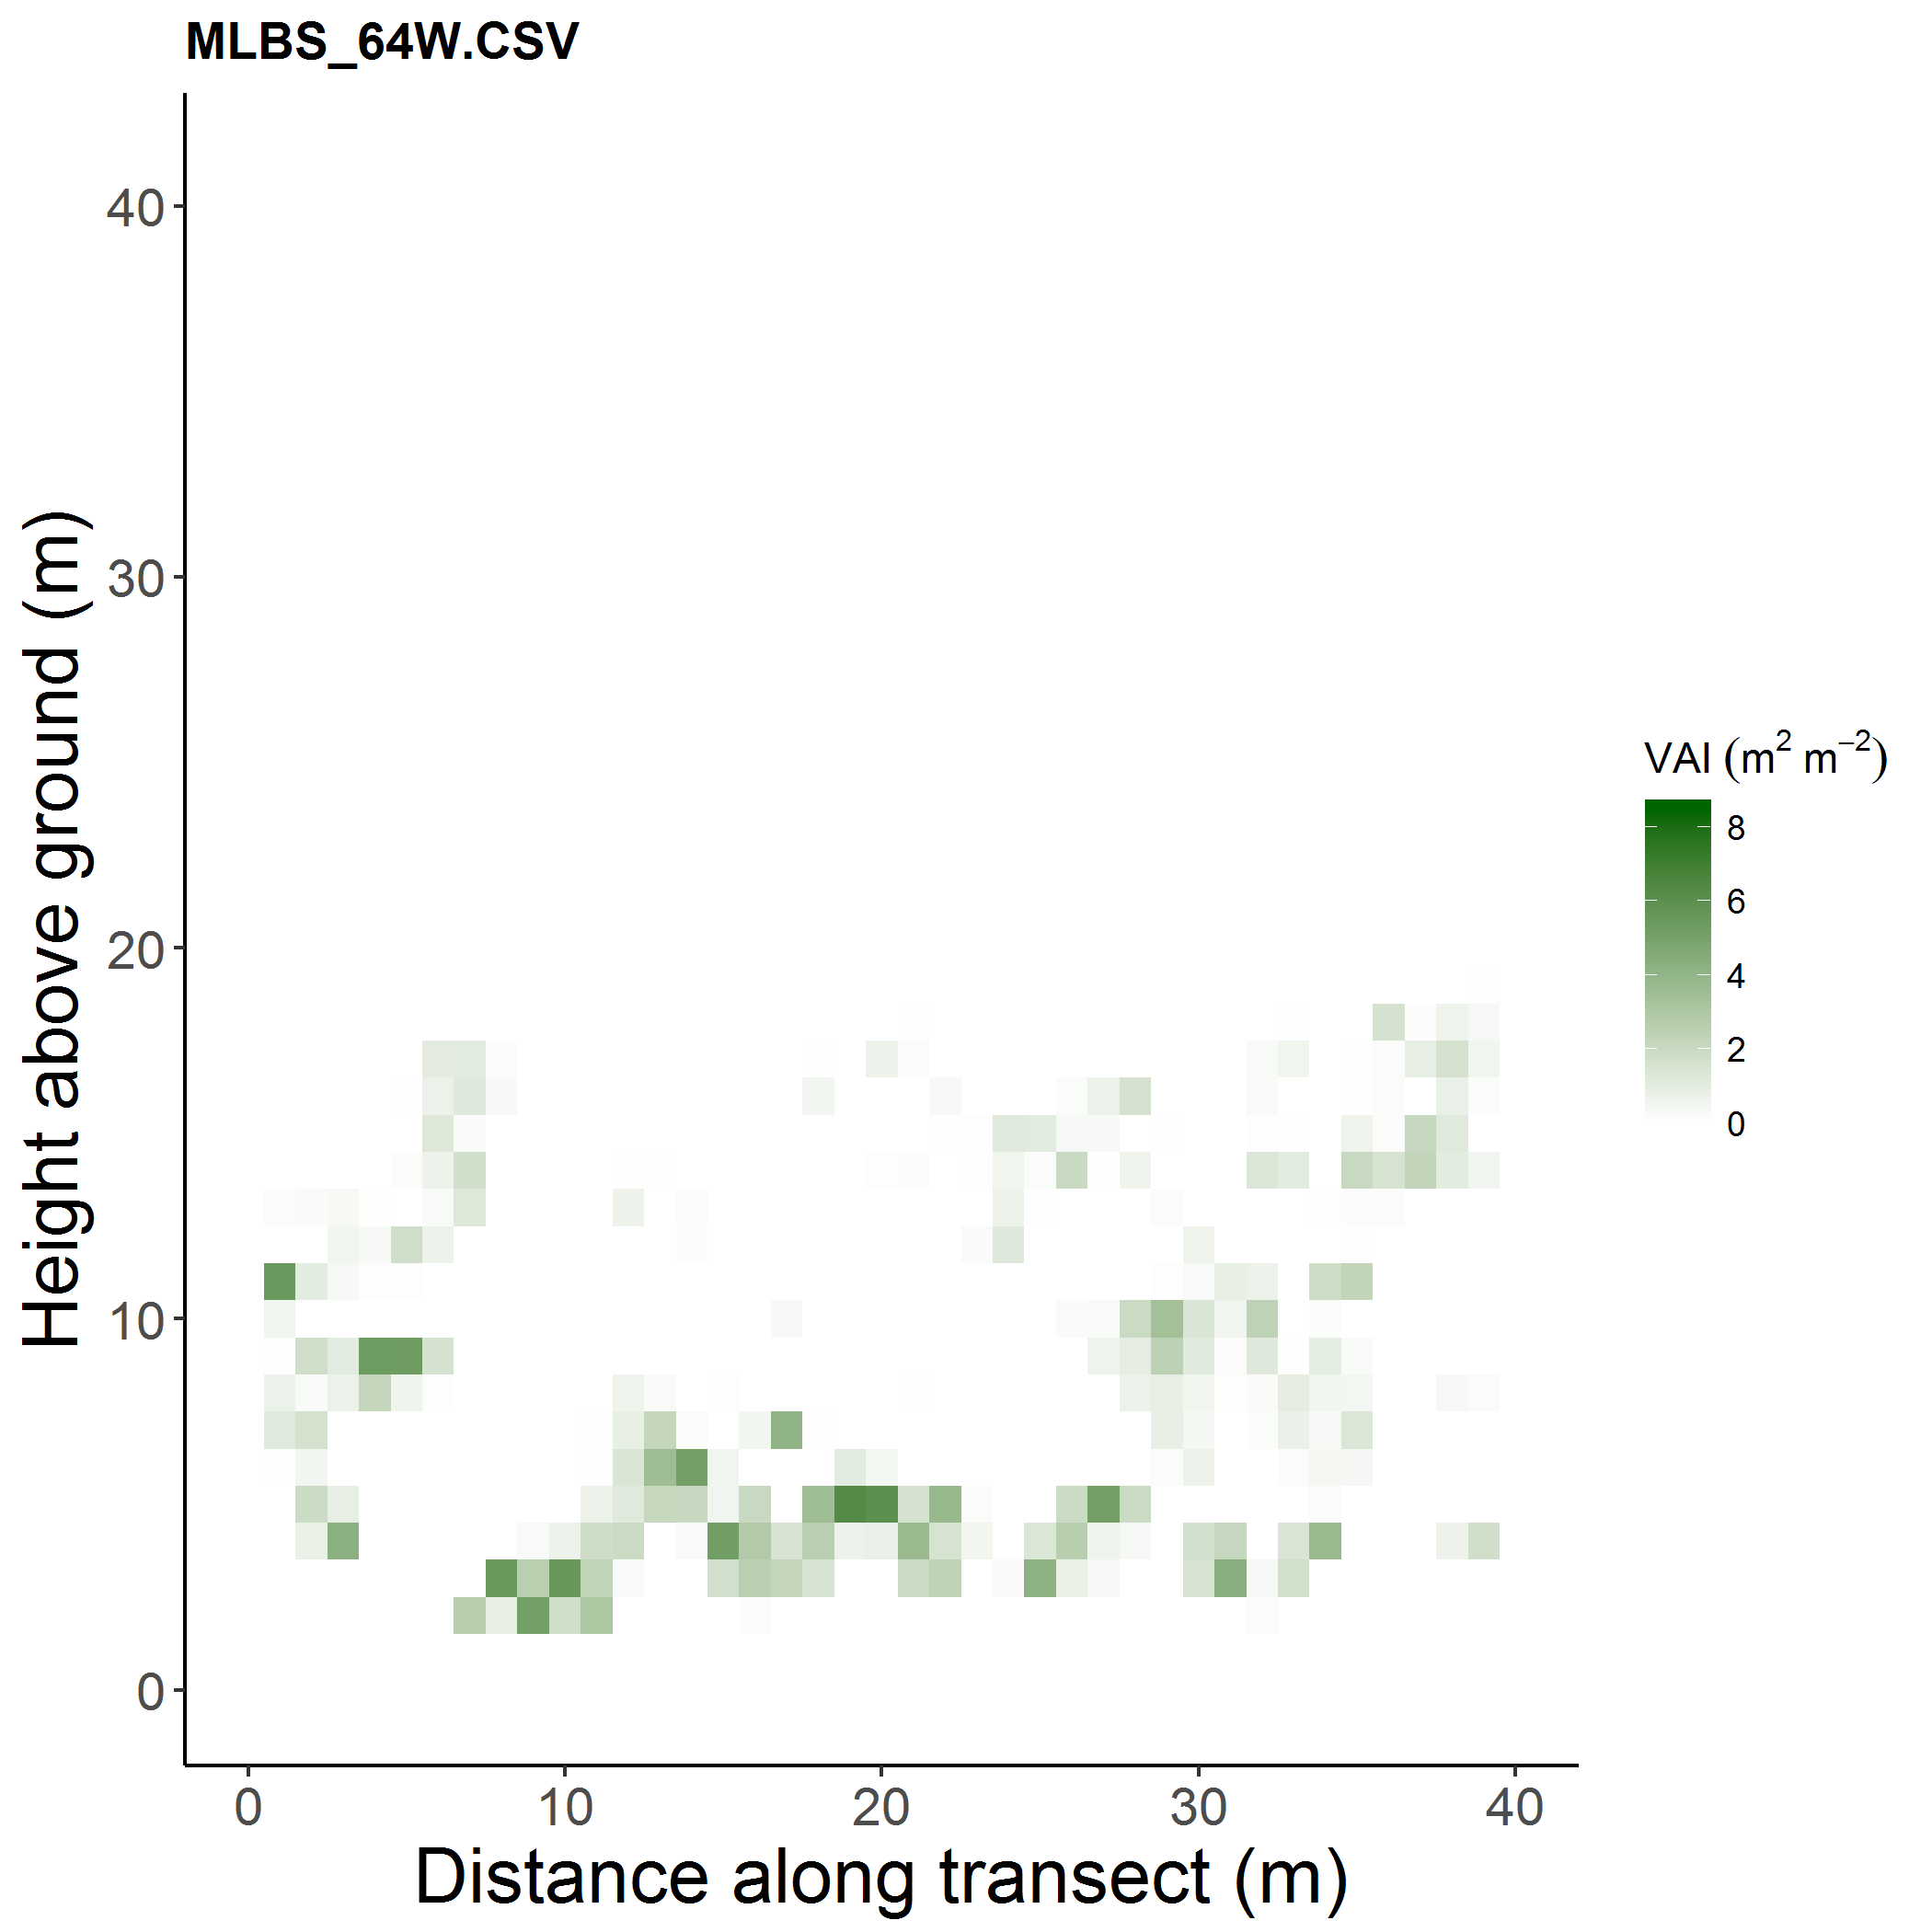 MLBS_64W.CSV
40
30
20
10
0
Height above ground (m)
0 10 20 30 40
Distance along transect (m)
VAI (m² m⁻²)
8
6
4
2
0